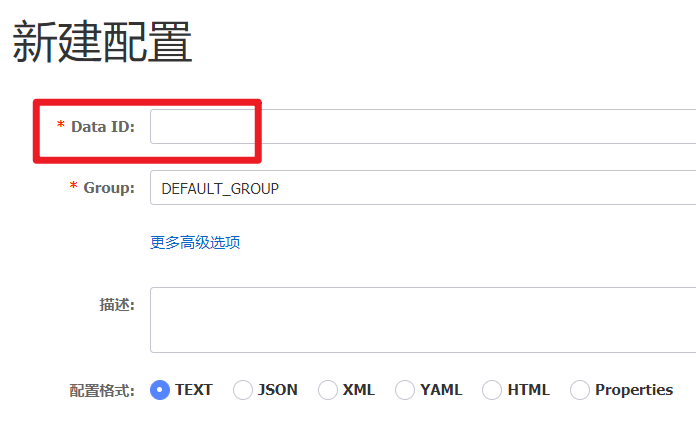 新建配置
* Data ID:
* Group: DEFAULT_GROUP
更多高级选项
描述:
配置格式: TEXT JSON XML YAML HTML Properties